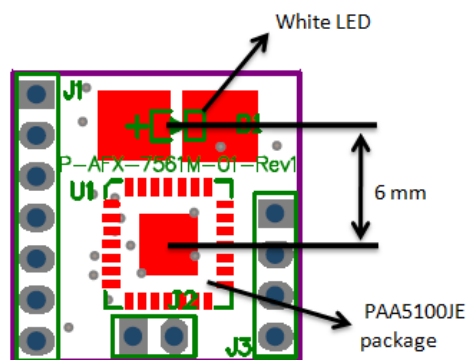 White LED
J1
+
D1
P-AFX-7561M-01-Rev1
U1
6 mm
J2
J3
PAA5100JE
package